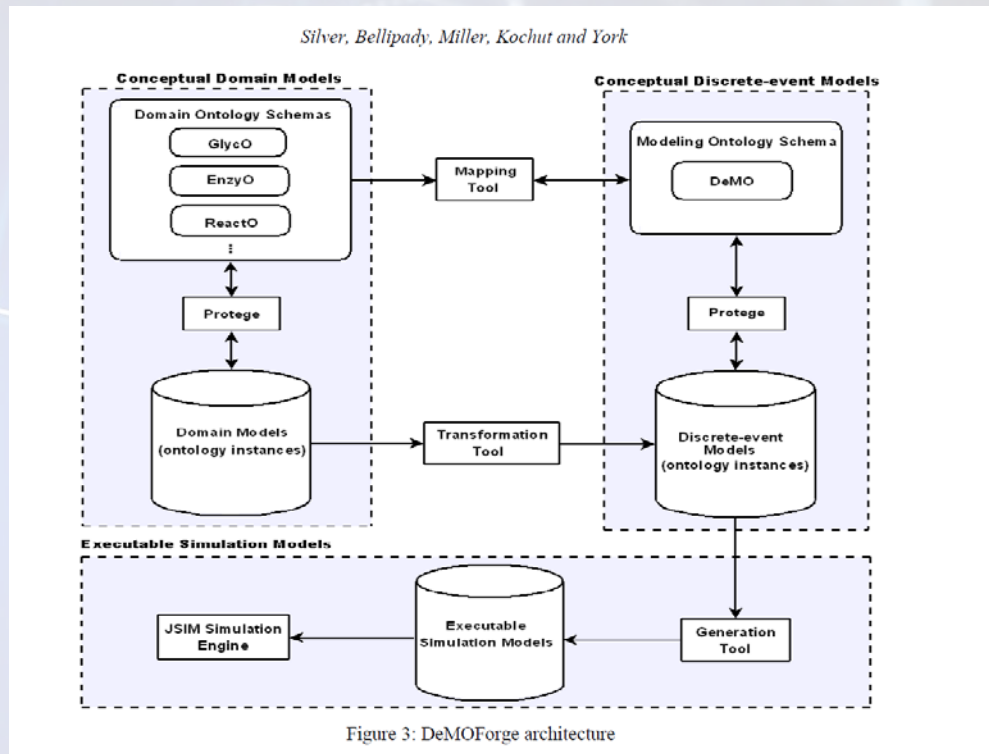 Silver, Bellipady, Miller, Kochut and York
Conceptual Domain Models
Domain Ontology Schemas
GlycO
EnzyO
ReactO
⋮
Protege
Domain Models
(ontology instances)
Mapping
Tool
Transformation
Tool
Conceptual Discrete-event Models
Modeling Ontology Schema
DeMO
Protege
Discrete-event
Models
(ontology instances)
Executable Simulation Models
JSIM Simulation
Engine
Executable
Simulation Models
Generation
Tool
Figure 3: DeMOForge architecture